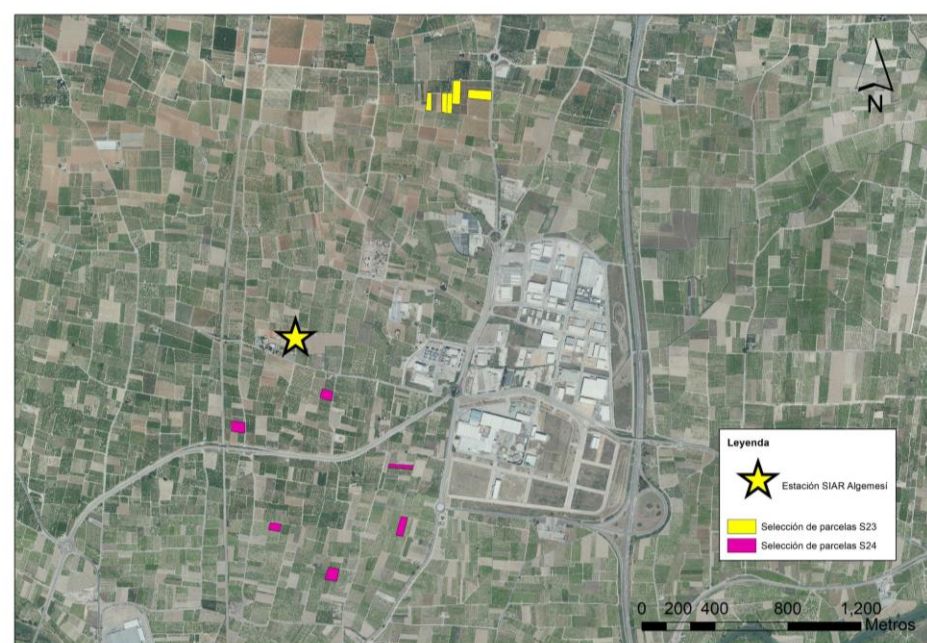 N
Leyenda
Estación SIAR Algemesí
Selección de parcelas S23
Selección de parcelas S24
0 200 400 800 1,200
Metros